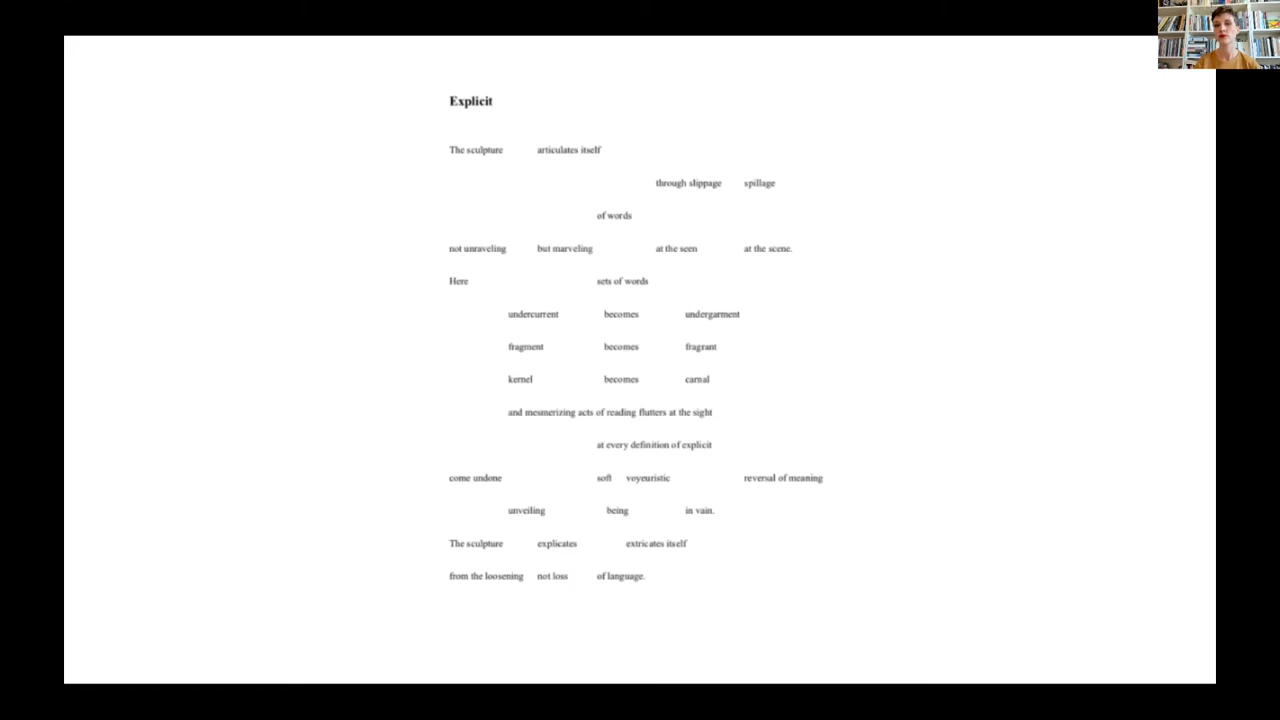 Explicit
The sculpture articulates itself
through slippage spillage
of words
not unraveling but marveling at the seen at the scene.
Here sets of words
undercurrent becomes undergarment
fragment becomes fragrant
kernel becomes carnal
and mesmerizing acts of reading flutters at the sight
at every definition of explicit
come undone soft voyeuristic reversal of meaning
unveiling being in vain.
The sculpture explicates extricates itself
from the loosening not loss of language.